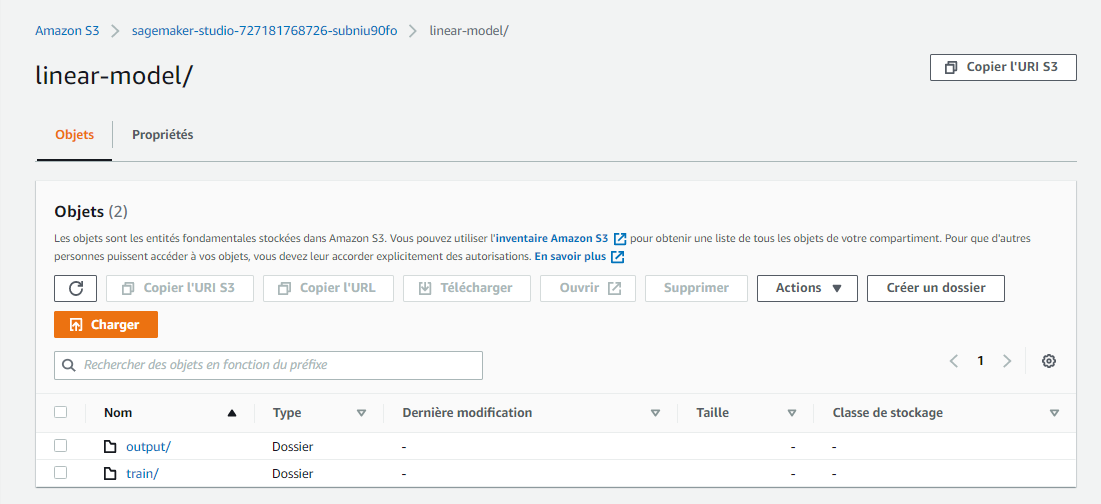 Amazon S3 > sagemaker-studio-727181768726-subniu90fo > linear-model/
linear-model/
Copier l'URI S3
Objets Propriétés
Objets (2)
Les objets sont les entités fondamentales stockées dans Amazon S3. Vous pouvez utiliser l'inventaire Amazon S3 pour obtenir une liste de tous les objets de votre compartiment. Pour que d'autres
personnes puissent accéder à vos objets, vous devez leur accorder explicitement des autorisations. En savoir plus
Copier l'URI S3 Copier l'URL Télécharger Ouvrir Supprimer Actions Créer un dossier
Charger
Rechercher des objets en fonction du préfixe
1
Nom Type Dernière modification Taille Classe de stockage
output/ Dossier - - -
train/ Dossier - - -